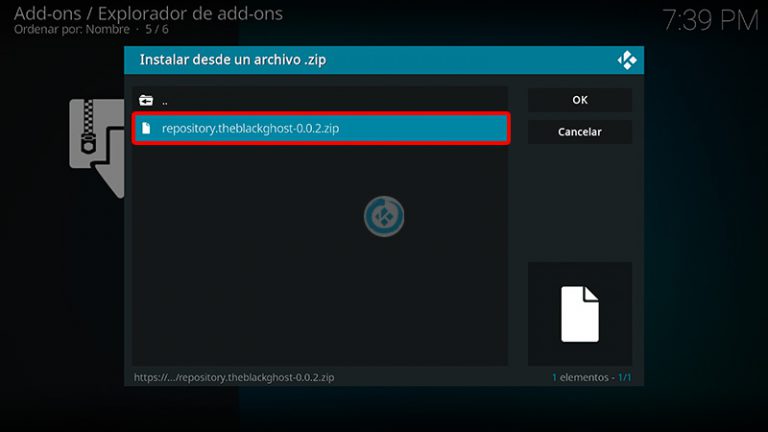 Add-ons / Explorador de add-ons
Ordenar por: Nombre · 5 / 6
7:39 PM
Instalar desde un archivo .zip
..
repository.theblackghost-0.0.2.zip
OK
Cancelar
https://.../repository.theblackghost-0.0.2.zip
1 elementos - 1/1